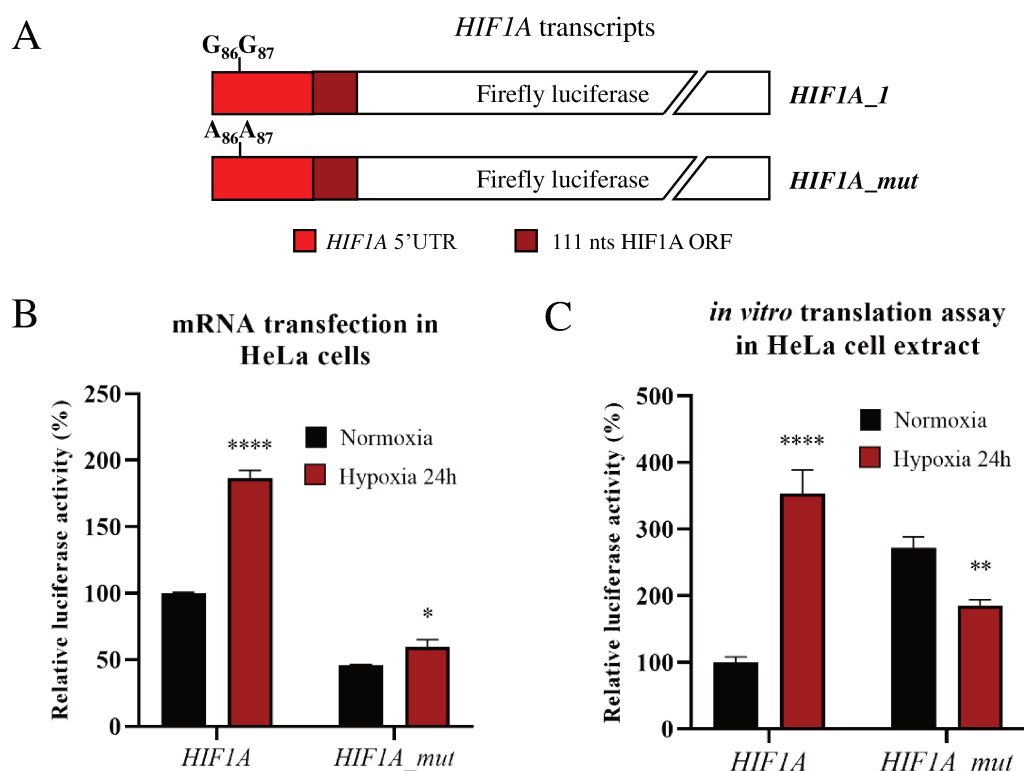 A
HIF1A transcripts
G86G87
Firefly luciferase
HIF1A_1
A86A87
Firefly luciferase
HIF1A_mut
HIF1A 5'UTR
111 nts HIF1A ORF
B
mRNA transfection in
HeLa cells
Relative luciferase activity (%)
250
200
150
100
50
0
****
*
Normoxia
Hypoxia 24h
HIF1A
HIF1A_mut
C
in vitro translation assay
in HeLa cell extract
Relative luciferase activity (%)
500
400
300
200
100
0
****
**
Normoxia
Hypoxia 24h
HIF1A
HIF1A_mut